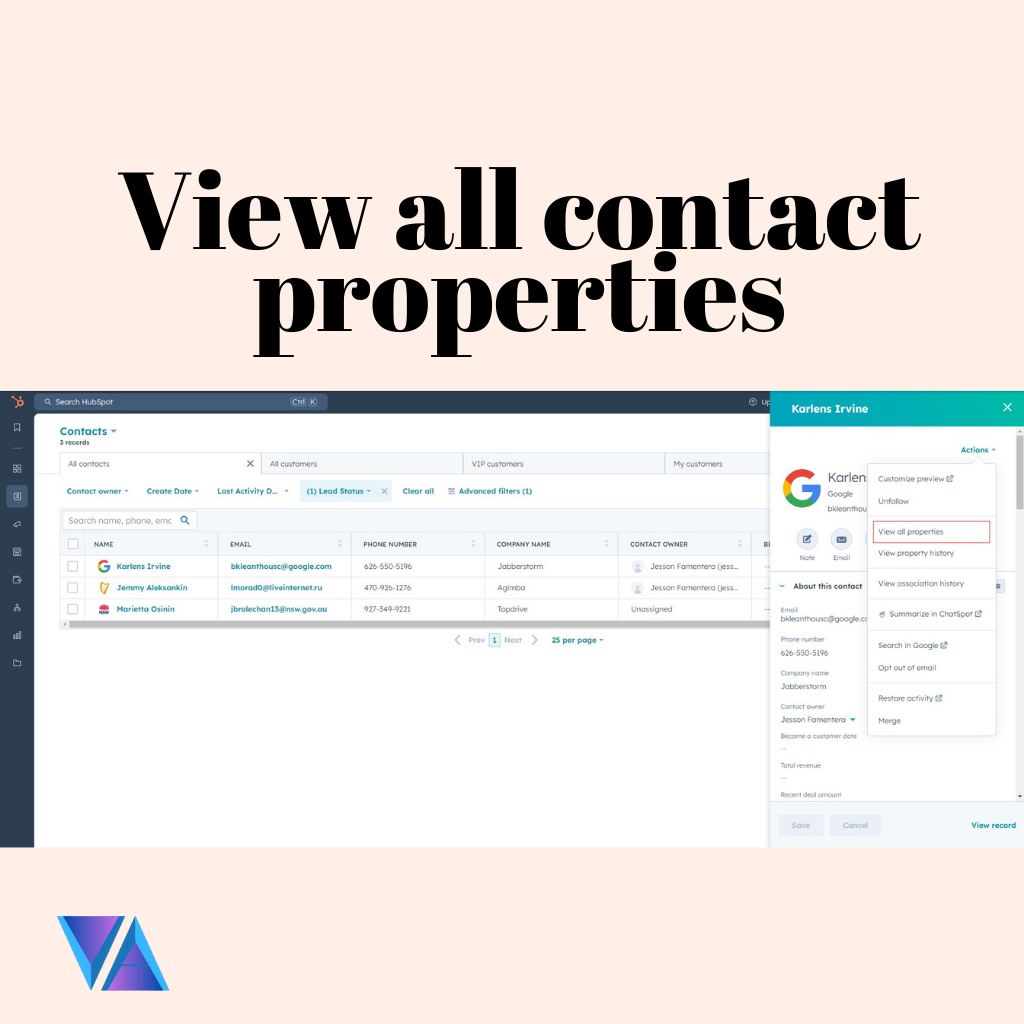 View all contact
properties
Search HubSpot
Ctrl K
Up
Karlens Irvine
Contacts
3 records
All contacts
All customers
VIP customers
My customers
Contact owner
Create Date
Last Activity D...
(1) Lead Status
Clear all
Advanced filters (1)
Search name, phone, emc
NAME EMAIL PHONE NUMBER COMPANY NAME CONTACT OWNER
Karlens Irvine bkleanthousc@google.com 626-550-5196 Jabberstorm Jesson Famentera (jess... --
Jemmy Aleksankin lmorad0@liveinternet.ru 470-926-1276 Agimba Jesson Famentera (jess... --
Marietta Osinin jbrolechan13@nsw.gov.au 927-349-9221 Topdrive Unassigned --
Prev 1 Next 25 per page
Actions
Karlens
Google
bkleanthou
Note
Email
Customize preview
Unfollow
View all properties
View property history
View association history
Summarize in ChatSpot
Search in Google
Opt out of email
Restore activity
Merge
About this contact
Email
bkleanthousc@google.co
Phone number
626-550-5196
Company name
Jabberstorm
Contact owner
Jesson Famentera
Became a customer date
--
Total revenue
--
Recent deal amount
Save
Cancel
View record
VA